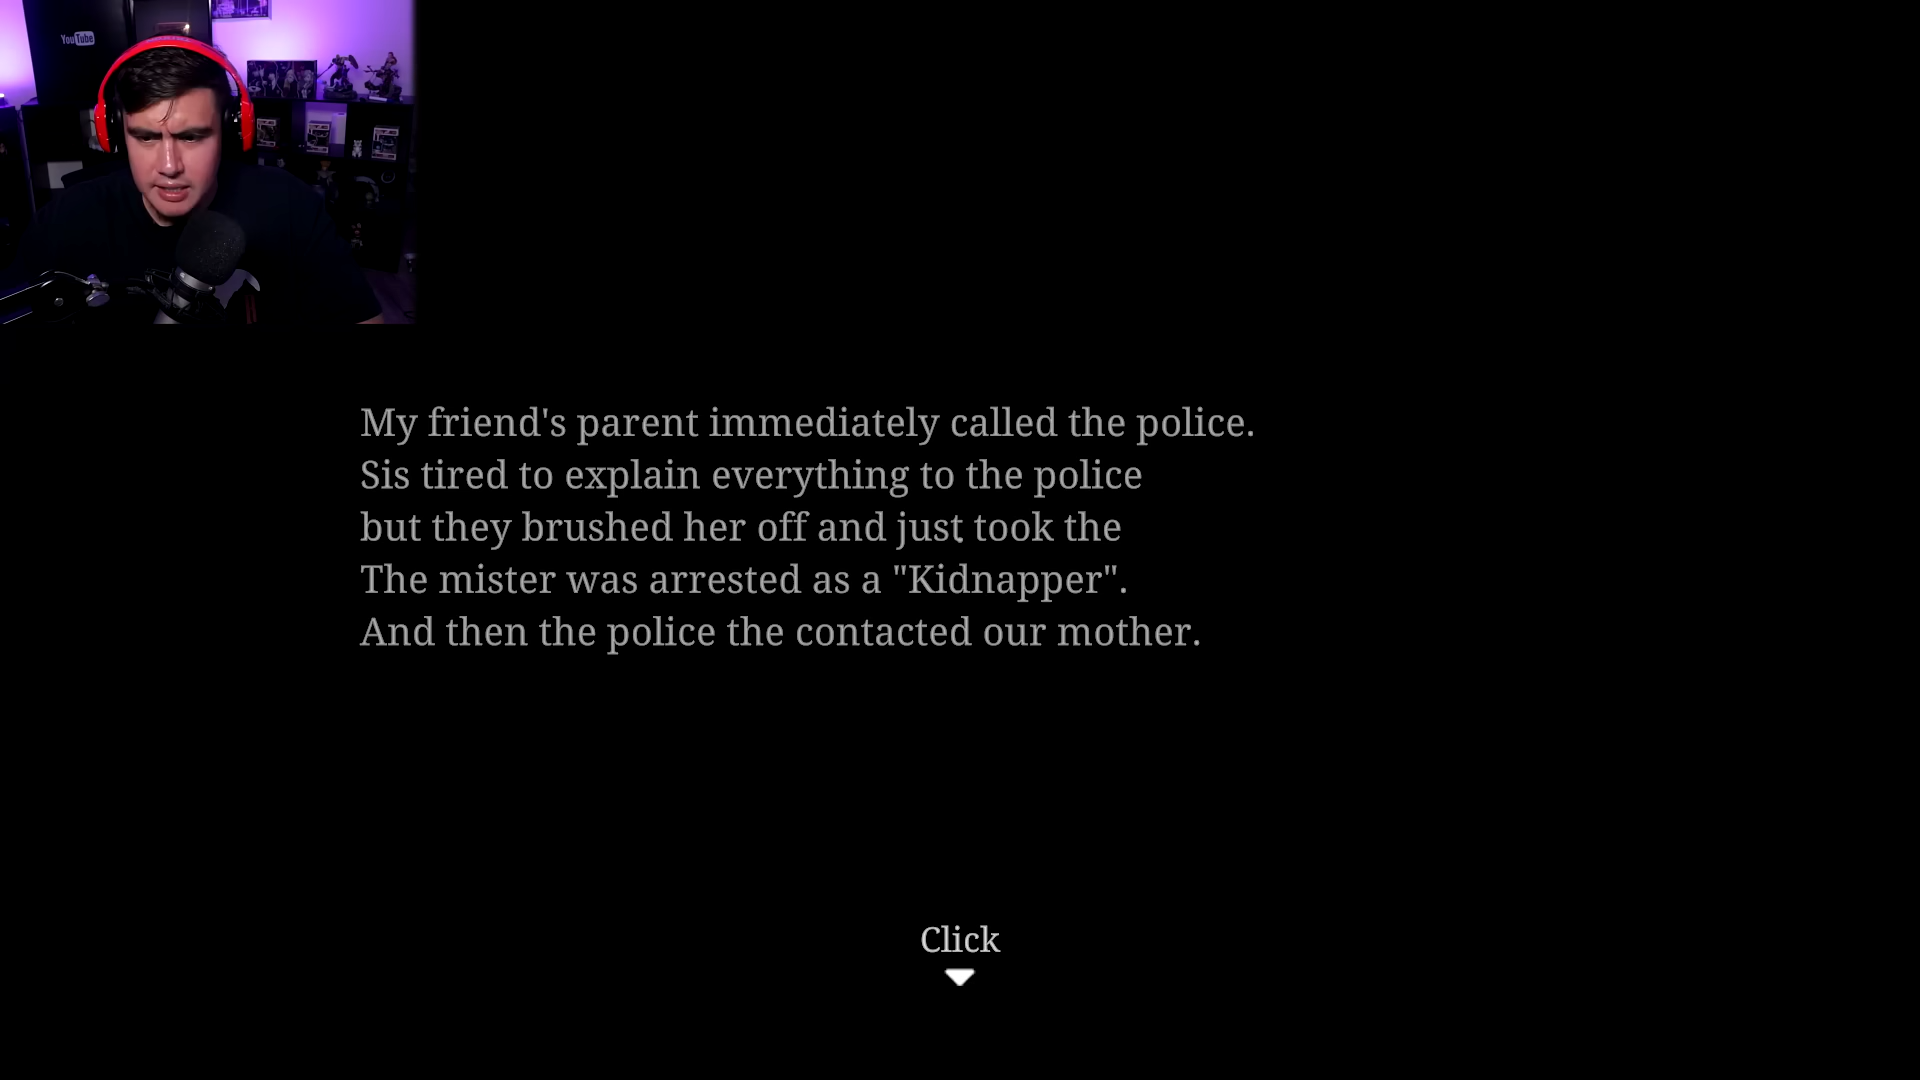 YouTube
My friend's parent immediately called the police.
Sis tired to explain everything to the police
but they brushed her off and just took the
The mister was arrested as a "Kidnapper".
And then the police the contacted our mother.
Click